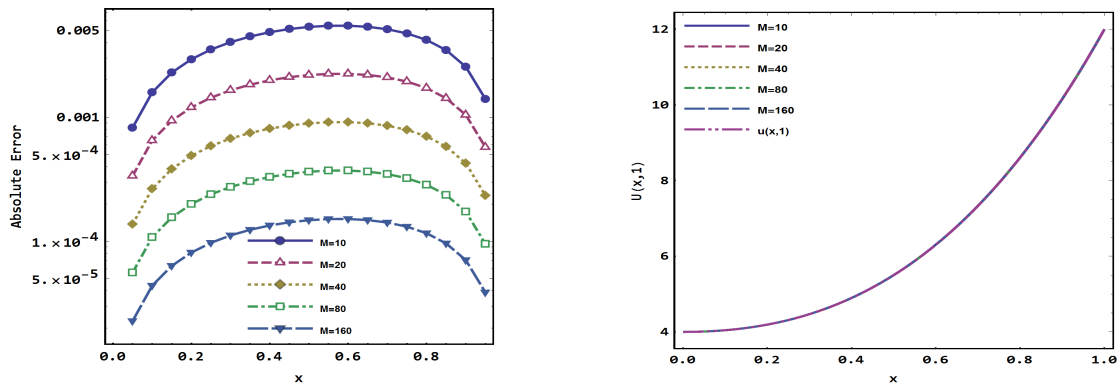 0.005
0.001
5.×10⁻⁴
1.×10⁻⁴
5.×10⁻⁵
Absolute Error
M=10
M=20
M=40
M=80
M=160
0.0 0.2 0.4 0.6 0.8
x
12
10
8
6
4
U(x,1)
M=10
M=20
M=40
M=80
M=160
u(x,1)
0.0 0.2 0.4 0.6 0.8 1.0
x